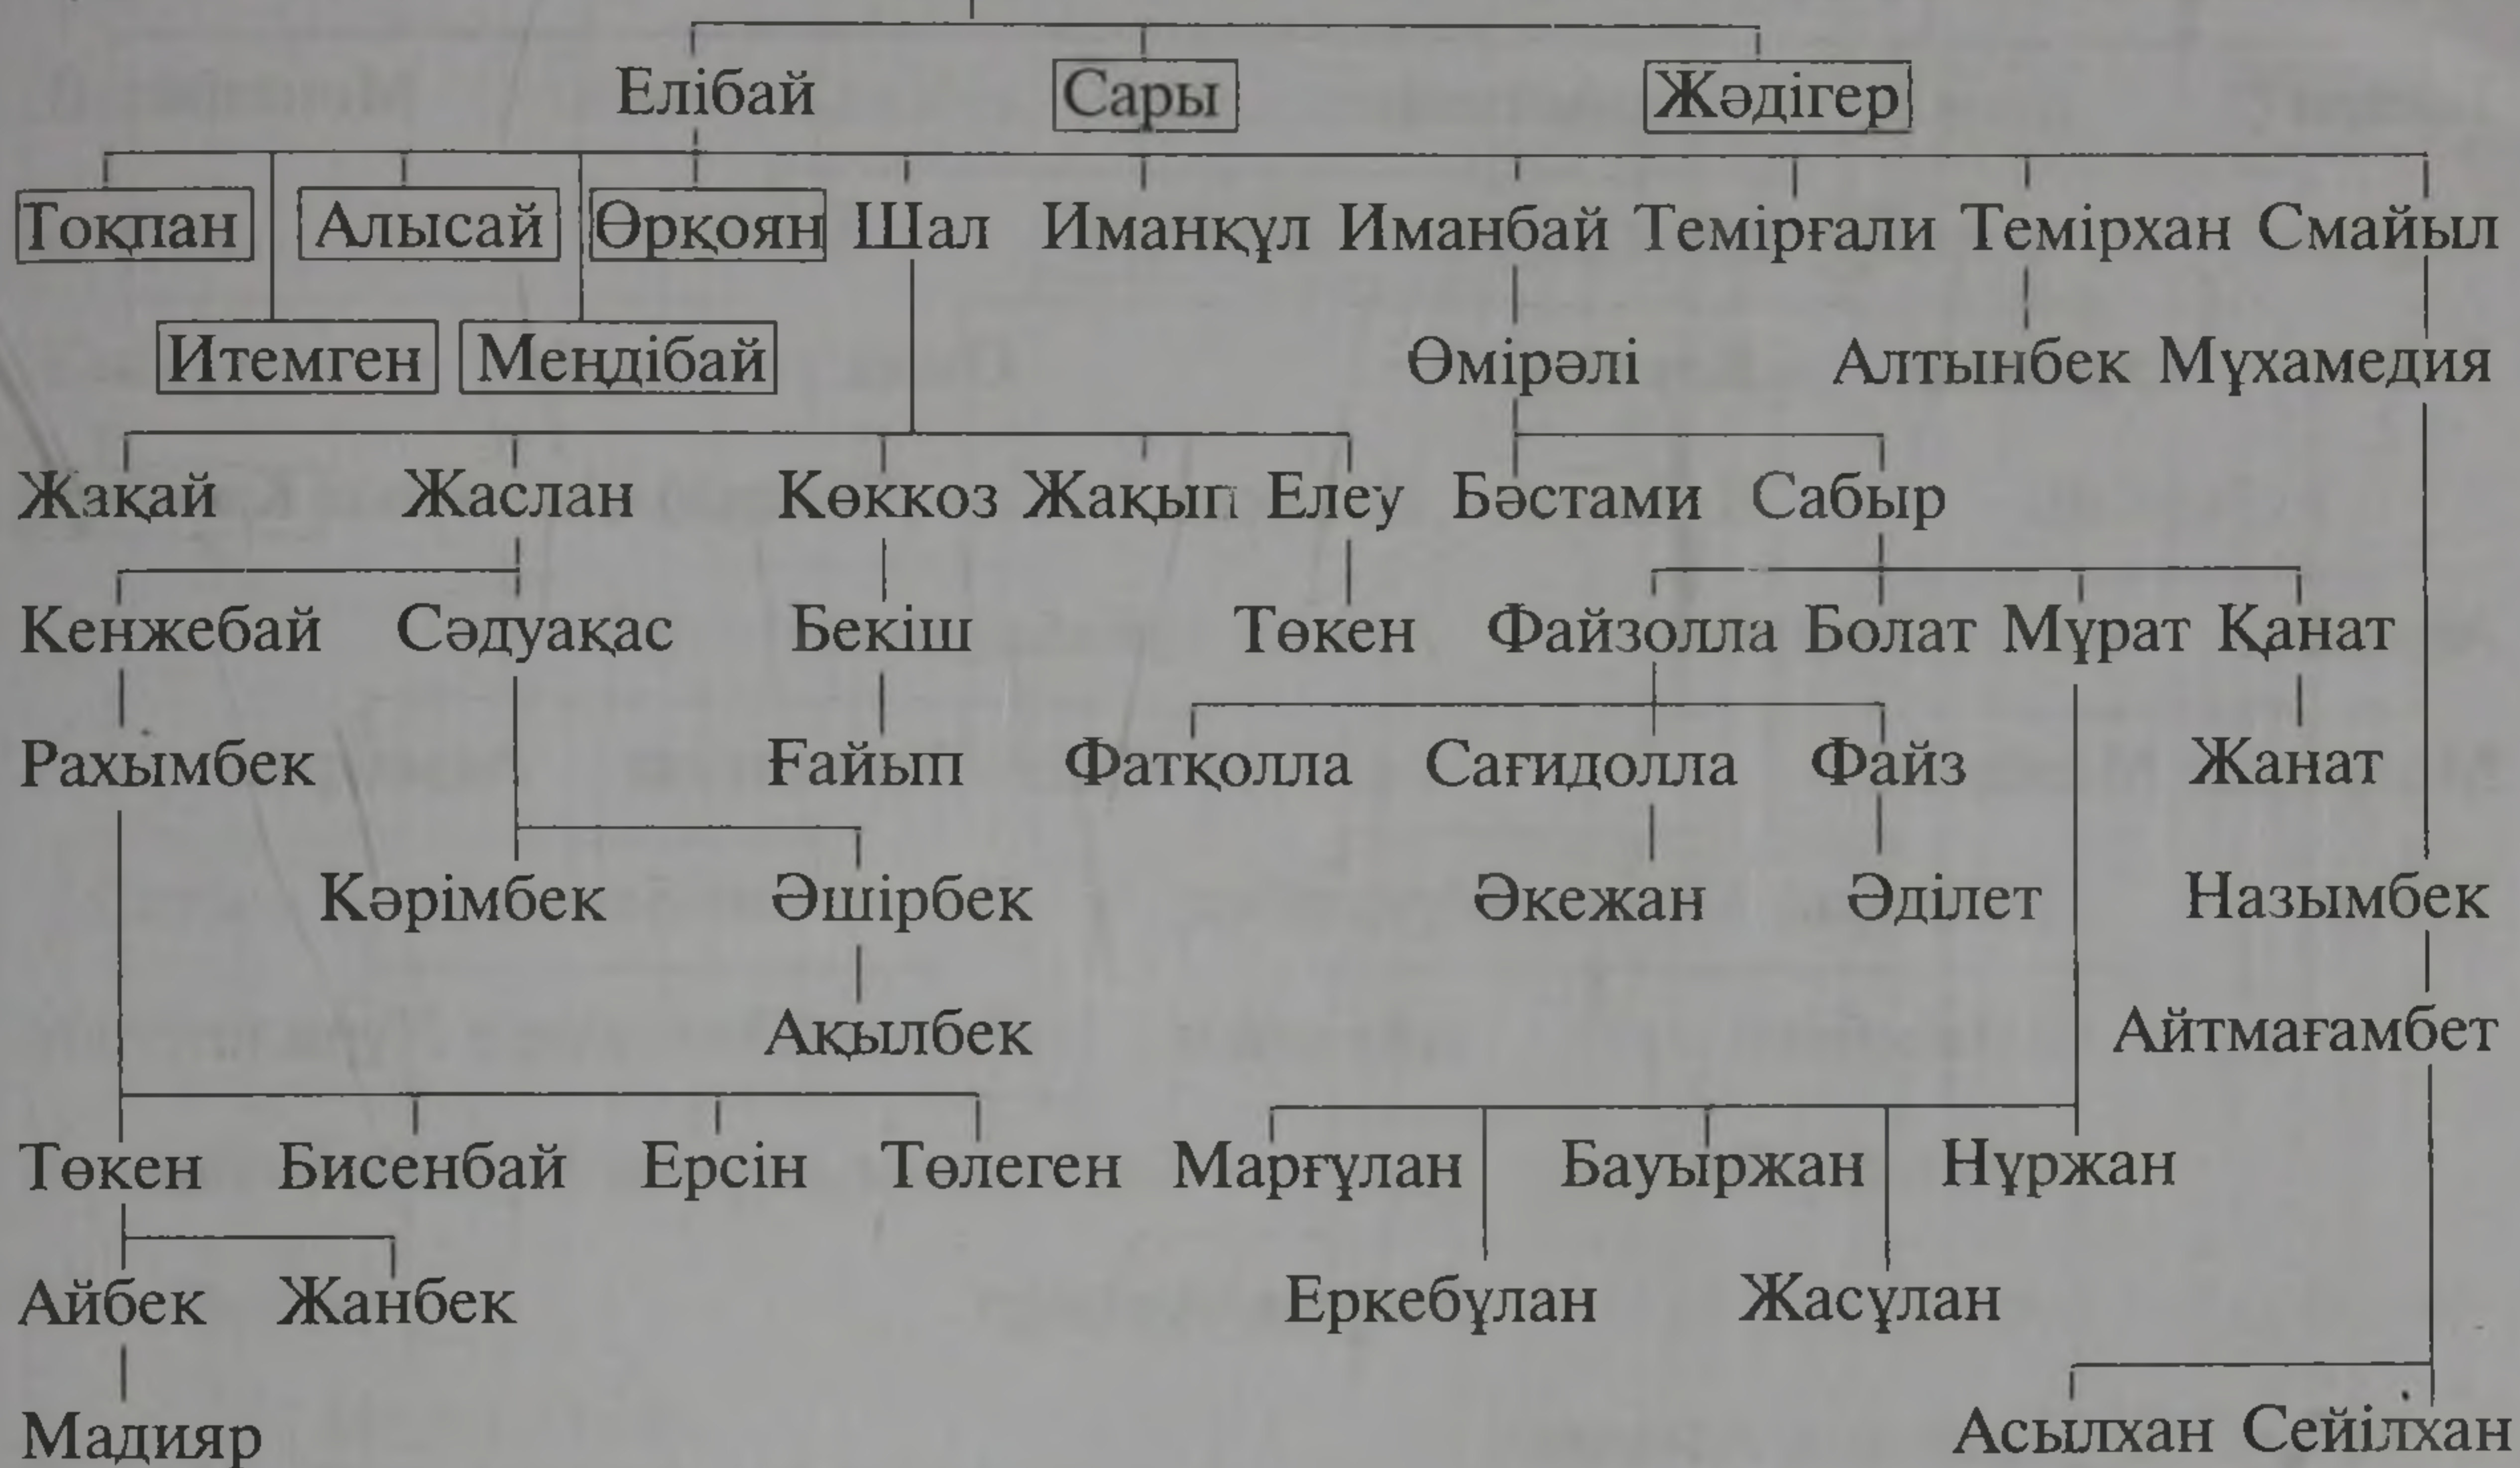 Елібай Сары Жәдігер
Тоқпан Алысай Өрқоян Шал Иманқұл Иманбай Темірғали Темірхан Смайыл
Итемген Меңдібай Өмірәлі Алтынбек Мұхамедия
Жақай Жаслан Көккоз Жақып Елеу Бәстами Сабыр
Кенжебай Сәдуақас Бекіш Төкен Файзолла Болат Мұрат Қанат
Рахымбек Ғайып Фатқолла Сағидолла Файз Жанат
Кәрімбек Әшірбек Әкежан Әділет Назымбек
Ақылбек Айтмағамбет
Төкен Бисенбай Ерсін Төлеген Марғұлан Бауыржан Нұржан
Айбек Жанбек Еркебұлан Жасұлан
Мадияр Асылхан Сейілхан